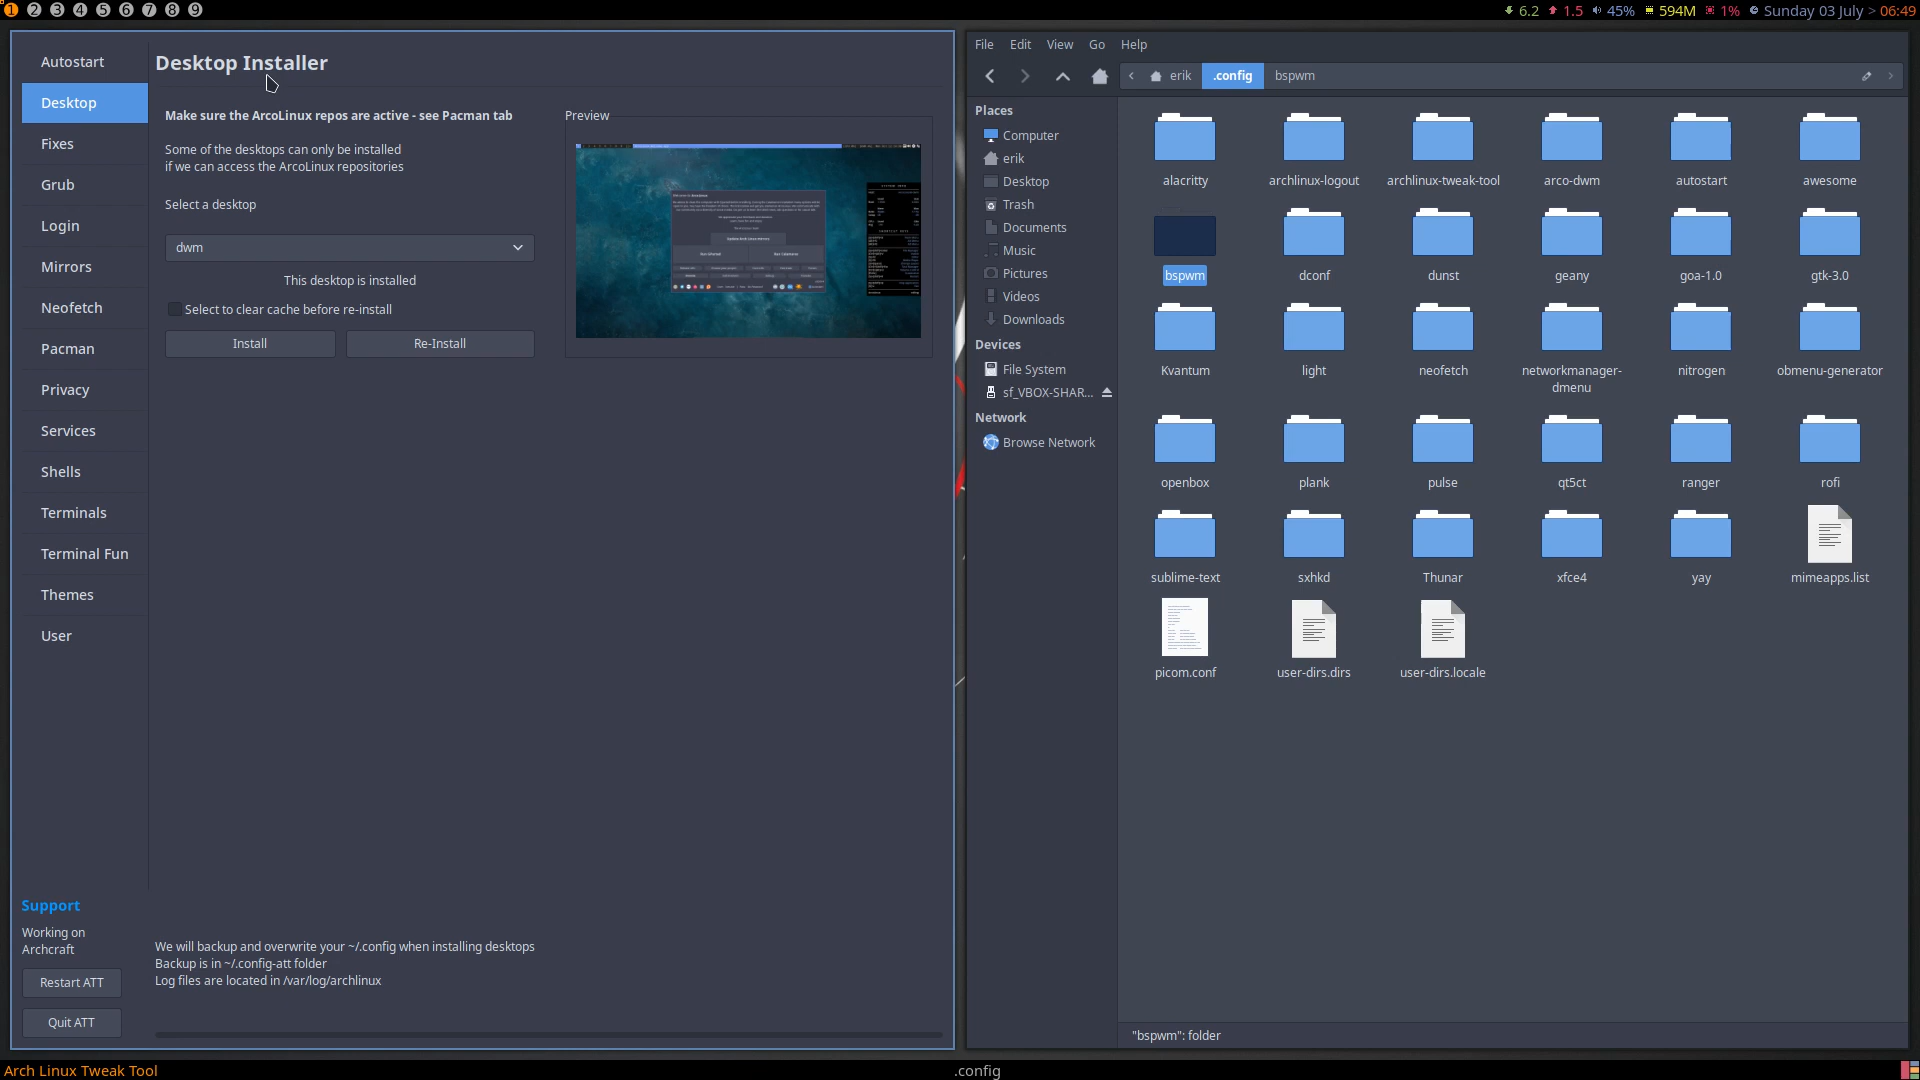 1 2 3 4 5 6 7 8 9
6.2 1.5 45% 594M 1% Sunday 03 July > 06:49
Autostart
Desktop
Fixes
Grub
Login
Mirrors
Neofetch
Pacman
Privacy
Services
Shells
Terminals
Terminal Fun
Themes
User
Support
Working on
Archcraft
Restart ATT
Quit ATT
Desktop Installer
Make sure the ArcoLinux repos are active - see Pacman tab
Some of the desktops can only be installed
if we can access the ArcoLinux repositories
Select a desktop
dwm
This desktop is installed
Select to clear cache before re-install
Install Re-Install
Preview
We will backup and overwrite your ~/.config when installing desktops
Backup is in ~/.config-att folder
Log files are located in /var/log/archlinux
File Edit View Go Help
erik .config bspwm
Places
Computer
erik
Desktop
Trash
Documents
Music
Pictures
Videos
Downloads
Devices
File System
sf_VBOX-SHAR...
Network
Browse Network
alacritty archlinux-logout archlinux-tweak-tool arco-dwm autostart awesome
bspwm dconf dunst geany goa-1.0 gtk-3.0
Kvantum light neofetch networkmanager-
dmenu nitrogen obmenu-generator
openbox plank pulse qt5ct ranger rofi
sublime-text sxhkd Thunar xfce4 yay mimeapps.list
picom.conf user-dirs.dirs user-dirs.locale
"bspwm": folder
Arch Linux Tweak Tool .config